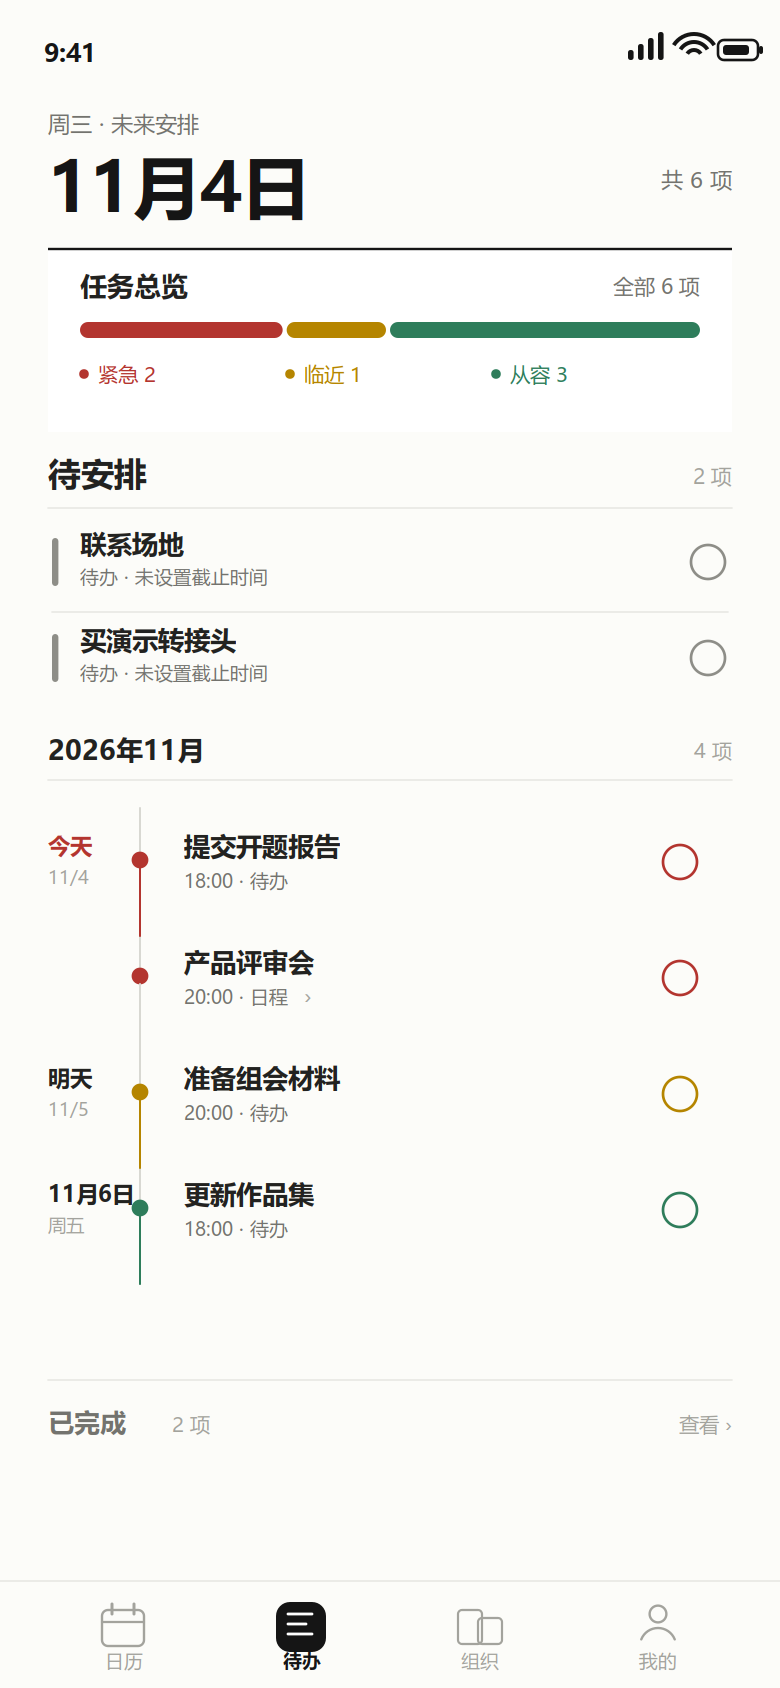 9:41
周三 · 未来安排
11月4日
共 6 项
任务总览
全部 6 项
紧急 2
临近 1
从容 3
待安排
2 项
联系场地
待办 · 未设置截止时间
买演示转接头
待办 · 未设置截止时间
2026年11月
4 项
今天
11/4
提交开题报告
18:00 · 待办
产品评审会
20:00 · 日程 ›
明天
11/5
准备组会材料
20:00 · 待办
11月6日
周五
更新作品集
18:00 · 待办
已完成
2 项
查看 ›
日历
待办
组织
我的